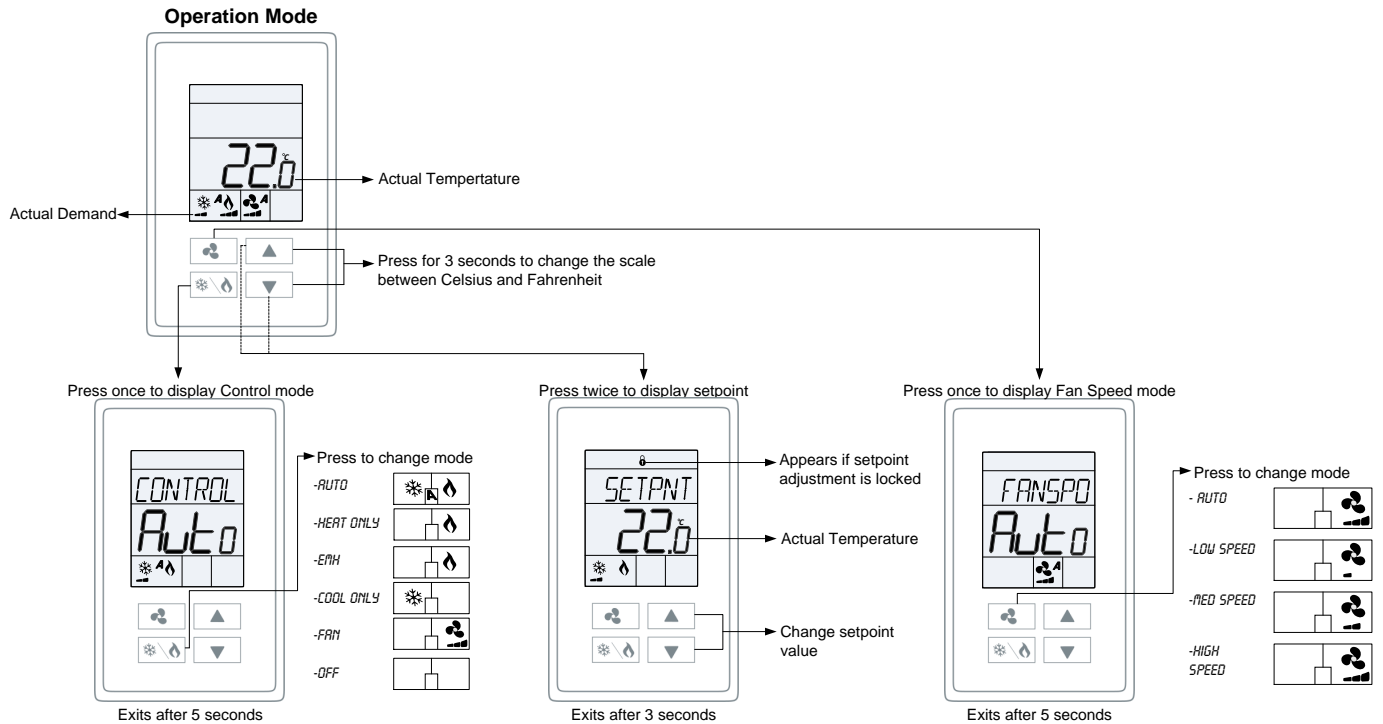 Operation Mode
22.0 °C
Actual Tempertature
Actual Demand
A
A
Press for 3 seconds to change the scale
between Celsius and Fahrenheit
Press once to display Control mode
CONTROL
Auto
A
Press to change mode
-AUTO
A
-HEAT ONLY
-EMH
-COOL ONLY
-FAN
-OFF
Exits after 5 seconds
Press twice to display setpoint
Appears if setpoint
adjustment is locked
SETPNT
22.0 °C
Actual Temperature
Change setpoint
value
Exits after 3 seconds
Press once to display Fan Speed mode
FANSPD
Auto
A
Press to change mode
- AUTO
-LOW SPEED
-MED SPEED
-HIGH
SPEED
Exits after 5 seconds